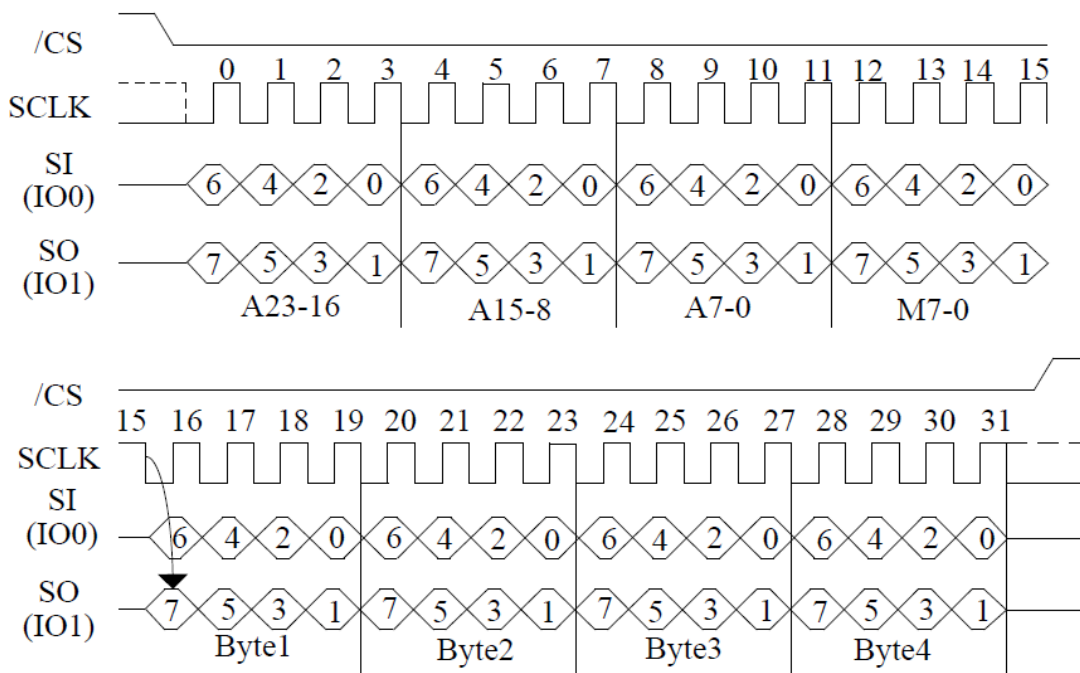 /CS
0 1 2 3 4 5 6 7 8 9 10 11 12 13 14 15
SCLK
SI
(IO0)
6 4 2 0 6 4 2 0 6 4 2 0 6 4 2 0
SO
(IO1)
7 5 3 1 7 5 3 1 7 5 3 1 7 5 3 1
A23-16 A15-8 A7-0 M7-0
/CS
15 16 17 18 19 20 21 22 23 24 25 26 27 28 29 30 31
SCLK
SI
(IO0)
6 4 2 0 6 4 2 0 6 4 2 0 6 4 2 0
SO
(IO1)
7 5 3 1 7 5 3 1 7 5 3 1 7 5 3 1
Byte1 Byte2 Byte3 Byte4